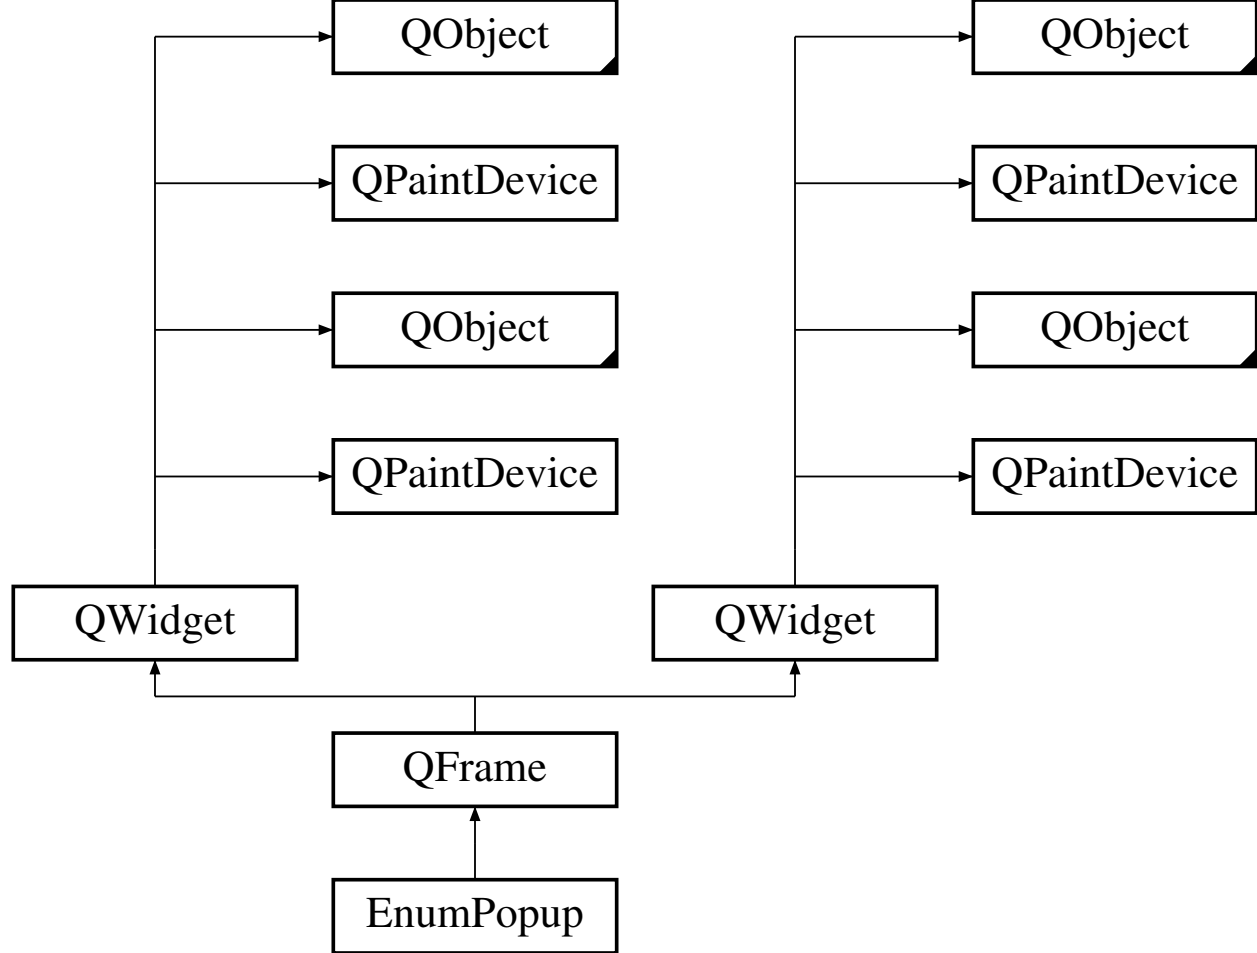 QObject
QObject
QPaintDevice
QPaintDevice
QObject
QObject
QPaintDevice
QPaintDevice
QWidget
QWidget
QFrame
EnumPopup